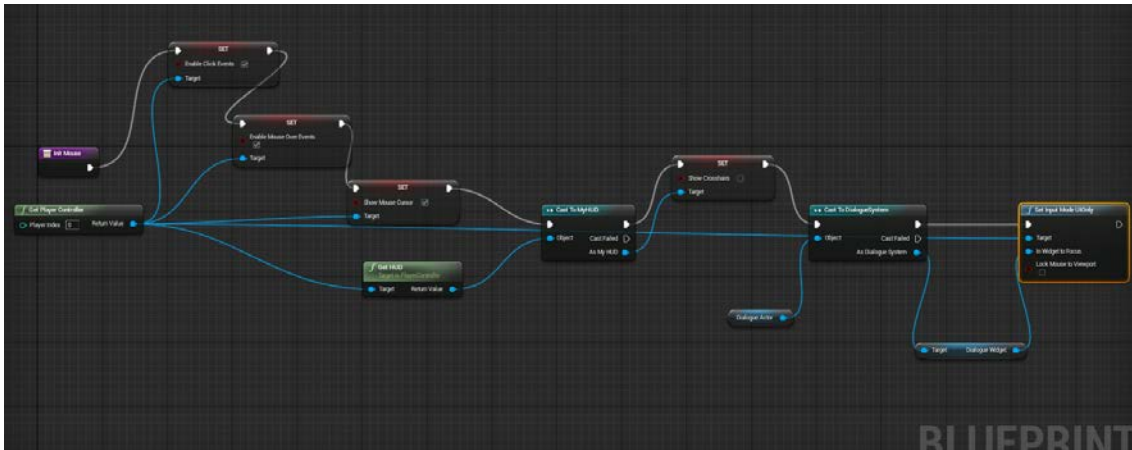 SET
Enable Click Events
Target
SET
Enable Mouse Over Events
Target
Init Mouse
SET
Show Mouse Cursor
Target
Get Player Controller
Player Index 0 Return Value
Get HUD
Target is PlayerController
Target Return Value
Cast To MyHUD
Object Cast Failed
As My HUD
SET
Show Crosshairs
Target
Cast To DialogueSystem
Object Cast Failed
As Dialogue System
Dialogue Actor
Target Dialogue Widget
Set Input Mode UIOnly
Target
In Widget to Focus
Lock Mouse to Viewport
BLUEPRINT